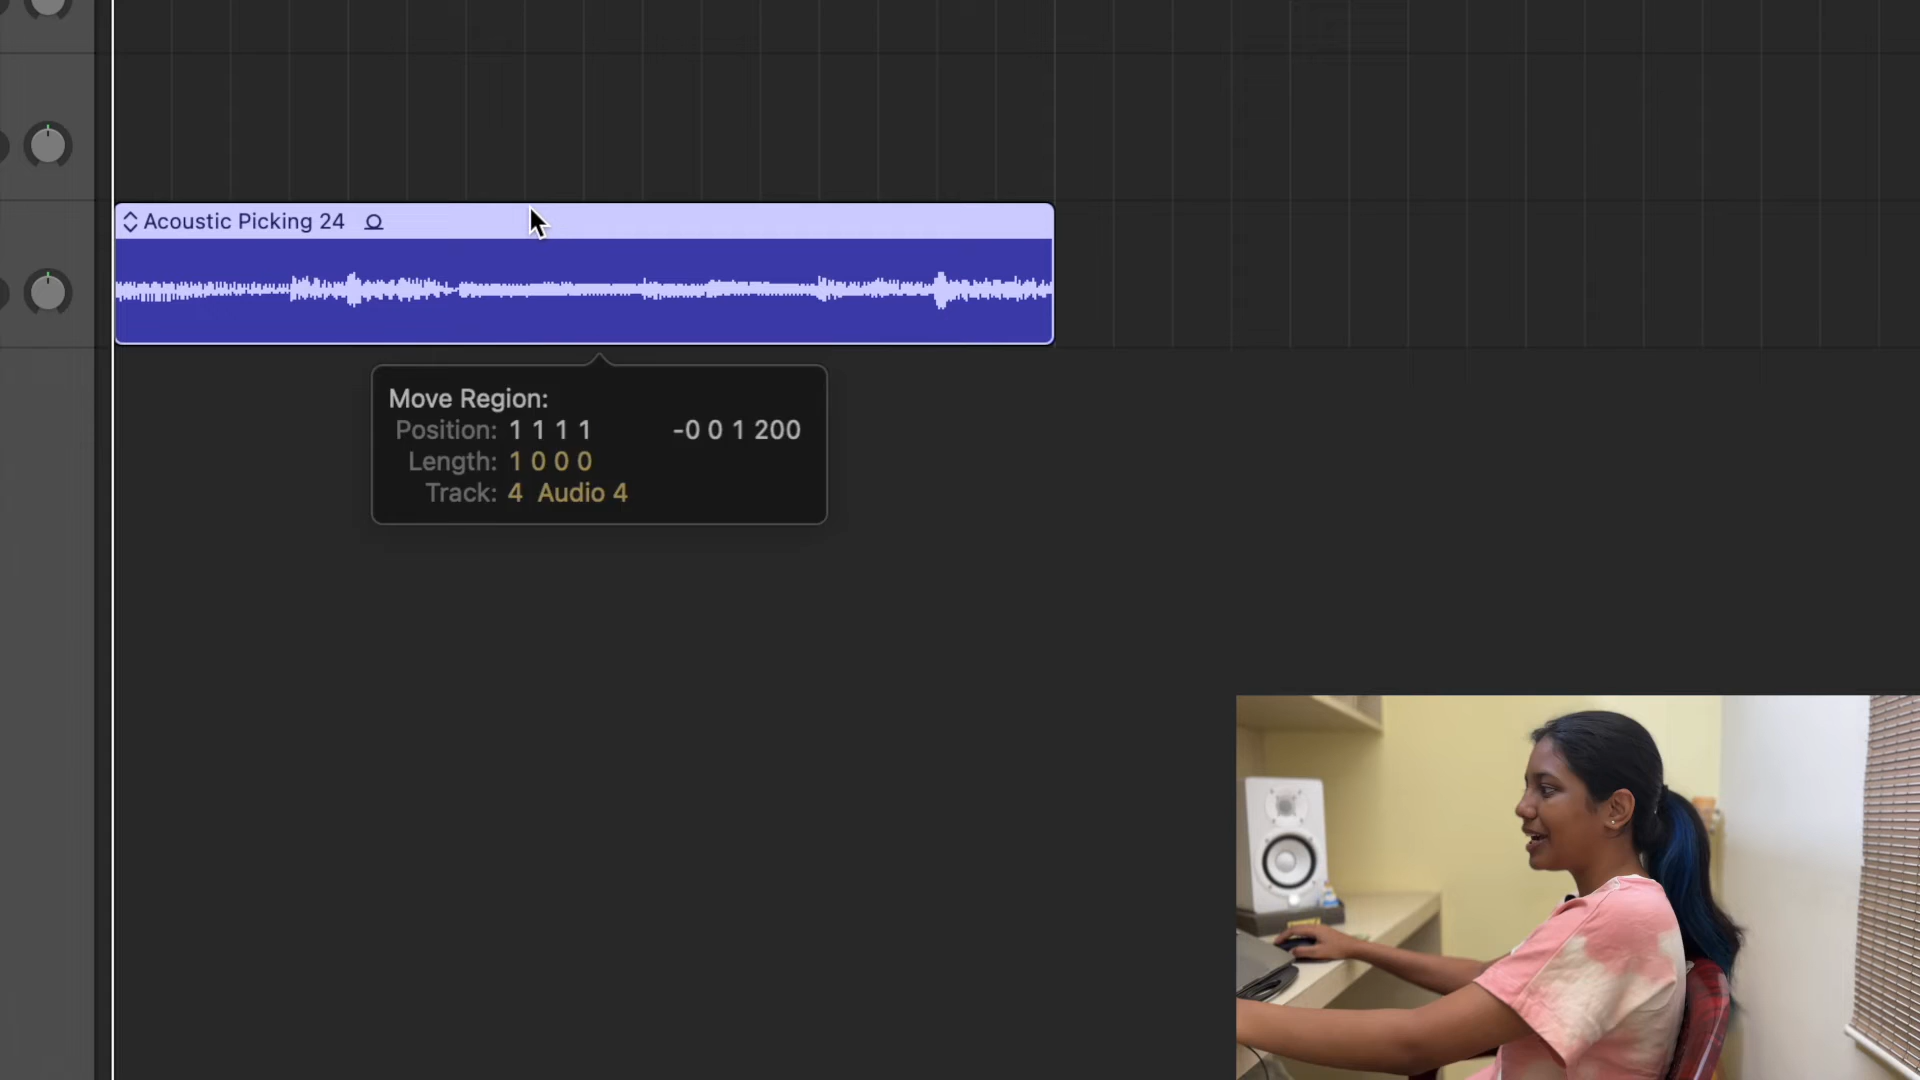 Acoustic Picking 24
Move Region:
Position: 1 1 1 1 -0 0 1 200
Length: 1 0 0 0
Track: 4 Audio 4